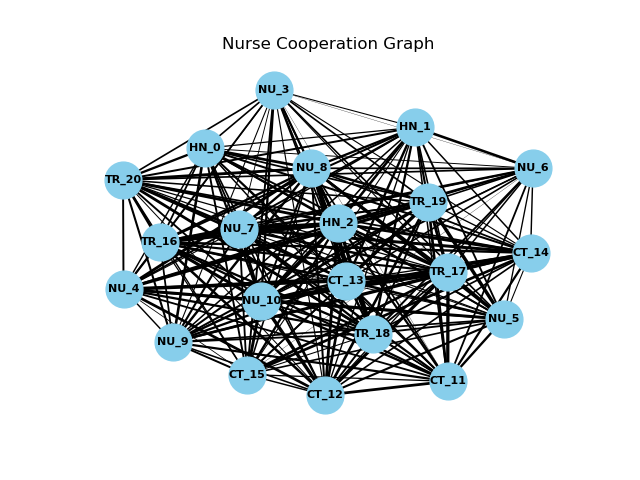 Nurse Cooperation Graph
NU_3
HN_1
HN_0
NU_8
NU_6
TR_20
TR_19
HN_2
NU_7
TR_16
CT_14
TR_17
CT_13
NU_4
NU_10
NU_5
TR_18
NU_9
CT_15
CT_11
CT_12